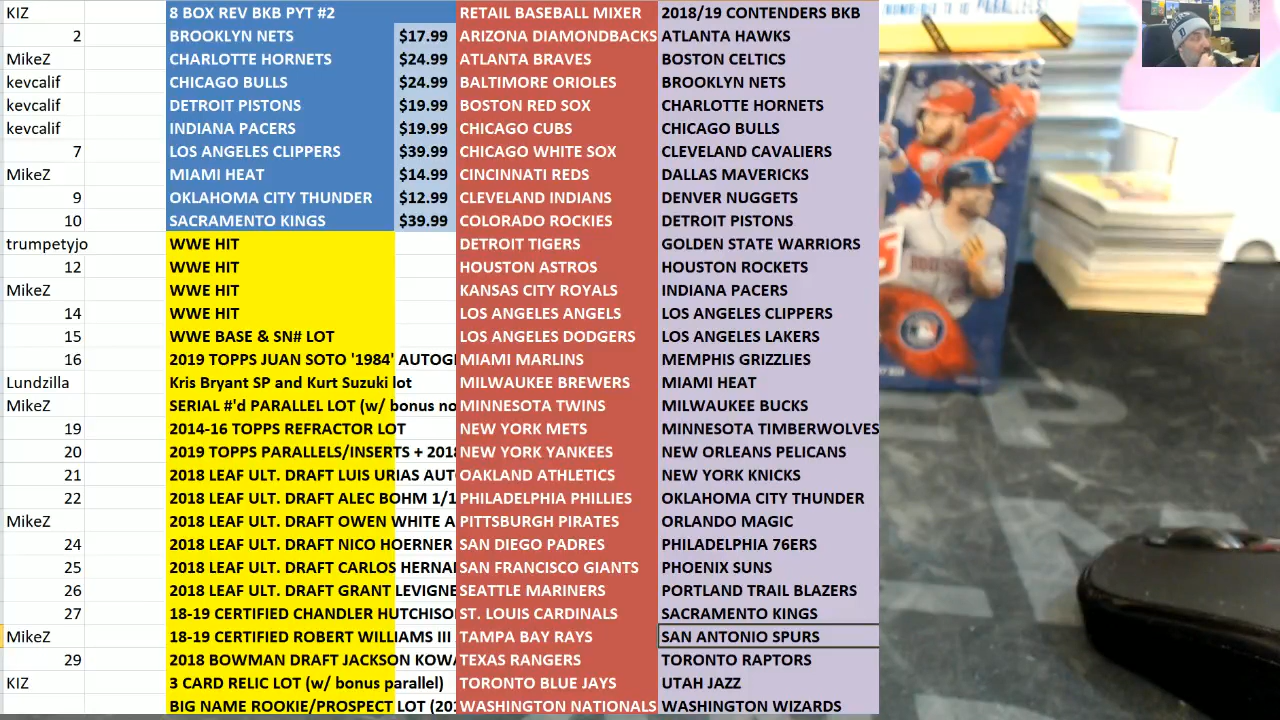 KIZ 8 BOX REV BKB PYT #2 RETAIL BASEBALL MIXER 2018/19 CONTENDERS BKB
2 BROOKLYN NETS $17.99 ARIZONA DIAMONDBACKS ATLANTA HAWKS
MikeZ CHARLOTTE HORNETS $24.99 ATLANTA BRAVES BOSTON CELTICS
kevcalif CHICAGO BULLS $24.99 BALTIMORE ORIOLES BROOKLYN NETS
kevcalif DETROIT PISTONS $19.99 BOSTON RED SOX CHARLOTTE HORNETS
kevcalif INDIANA PACERS $19.99 CHICAGO CUBS CHICAGO BULLS
7 LOS ANGELES CLIPPERS $39.99 CHICAGO WHITE SOX CLEVELAND CAVALIERS
MikeZ MIAMI HEAT $14.99 CINCINNATI REDS DALLAS MAVERICKS
9 OKLAHOMA CITY THUNDER $12.99 CLEVELAND INDIANS DENVER NUGGETS
10 SACRAMENTO KINGS $39.99 COLORADO ROCKIES DETROIT PISTONS
trumpetyjo WWE HIT DETROIT TIGERS GOLDEN STATE WARRIORS
12 WWE HIT HOUSTON ASTROS HOUSTON ROCKETS
MikeZ WWE HIT KANSAS CITY ROYALS INDIANA PACERS
14 WWE HIT LOS ANGELES ANGELS LOS ANGELES CLIPPERS
15 WWE BASE & SN# LOT LOS ANGELES DODGERS LOS ANGELES LAKERS
16 2019 TOPPS JUAN SOTO '1984' AUTOG MIAMI MARLINS MEMPHIS GRIZZLIES
Lundzilla Kris Bryant SP and Kurt Suzuki lot MILWAUKEE BREWERS MIAMI HEAT
MikeZ SERIAL #'d PARALLEL LOT (w/ bonus no MINNESOTA TWINS MILWAUKEE BUCKS
19 2014-16 TOPPS REFRACTOR LOT NEW YORK METS MINNESOTA TIMBERWOLVES
20 2019 TOPPS PARALLELS/INSERTS + 2018 NEW YORK YANKEES NEW ORLEANS PELICANS
21 2018 LEAF ULT. DRAFT LUIS URIAS AUT OAKLAND ATHLETICS NEW YORK KNICKS
22 2018 LEAF ULT. DRAFT ALEC BOHM 1/1 PHILADELPHIA PHILLIES OKLAHOMA CITY THUNDER
MikeZ 2018 LEAF ULT. DRAFT OWEN WHITE A PITTSBURGH PIRATES ORLANDO MAGIC
24 2018 LEAF ULT. DRAFT NICO HOERNER SAN DIEGO PADRES PHILADELPHIA 76ERS
25 2018 LEAF ULT. DRAFT CARLOS HERNA SAN FRANCISCO GIANTS PHOENIX SUNS
26 2018 LEAF ULT. DRAFT GRANT LEVIGNE SEATTLE MARINERS PORTLAND TRAIL BLAZERS
27 18-19 CERTIFIED CHANDLER HUTCHISO ST. LOUIS CARDINALS SACRAMENTO KINGS
MikeZ 18-19 CERTIFIED ROBERT WILLIAMS III TAMPA BAY RAYS SAN ANTONIO SPURS
29 2018 BOWMAN DRAFT JACKSON KOWA TEXAS RANGERS TORONTO RAPTORS
KIZ 3 CARD RELIC LOT (w/ bonus parallel) TORONTO BLUE JAYS UTAH JAZZ
BIG NAME ROOKIE/PROSPECT LOT (201 WASHINGTON NATIONALS WASHINGTON WIZARDS